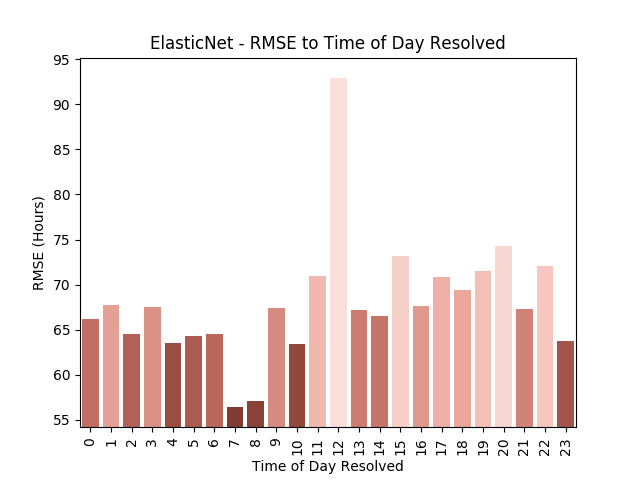 ElasticNet - RMSE to Time of Day Resolved
95
90
85
80
75
70
65
60
55
RMSE (Hours)
0 1 2 3 4 5 6 7 8 9 10 11 12 13 14 15 16 17 18 19 20 21 22 23
Time of Day Resolved